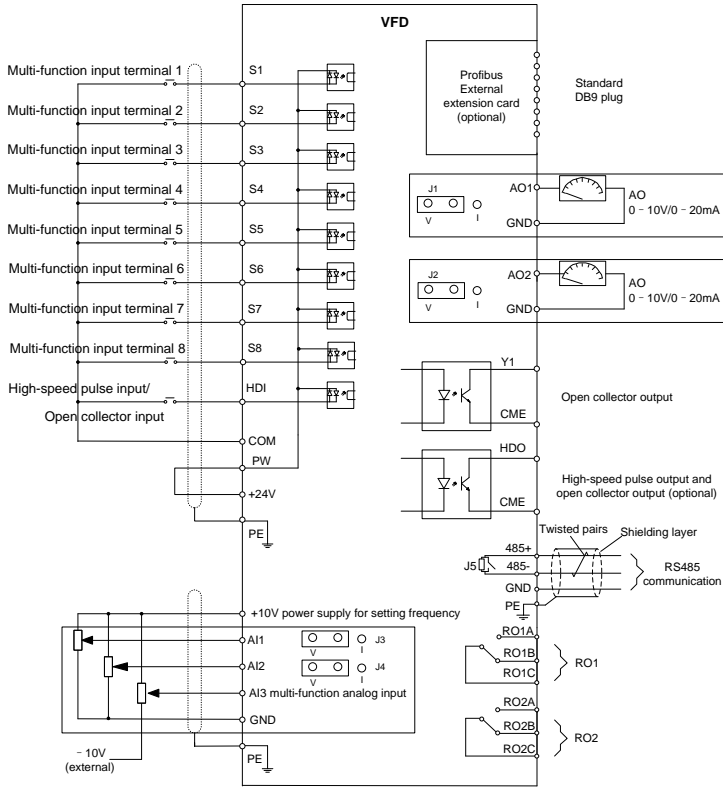 VFD
Multi-function input terminal 1
S1
Multi-function input terminal 2
S2
Multi-function input terminal 3
S3
Multi-function input terminal 4
S4
Multi-function input terminal 5
S5
Multi-function input terminal 6
S6
Multi-function input terminal 7
S7
Multi-function input terminal 8
S8
High-speed pulse input/
Open collector input
HDI
COM
PW
+24V
PE
+10V power supply for setting frequency
AI1
AI2
AI3 multi-function analog input
GND
PE
J3
V
I
J4
V
I
-10V
(external)
Profibus
External
extension card
(optional)
Standard
DB9 plug
J1
V
I
AO1
GND
AO
0-10V/0-20mA
J2
V
I
AO2
GND
AO
0-10V/0-20mA
Y1
CME
Open collector output
HDO
CME
High-speed pulse output and
open collector output (optional)
Twisted pairs
Shielding layer
485+
J5
485-
GND
PE
RS485
communication
RO1A
RO1B
RO1C
RO1
RO2A
RO2B
RO2C
RO2